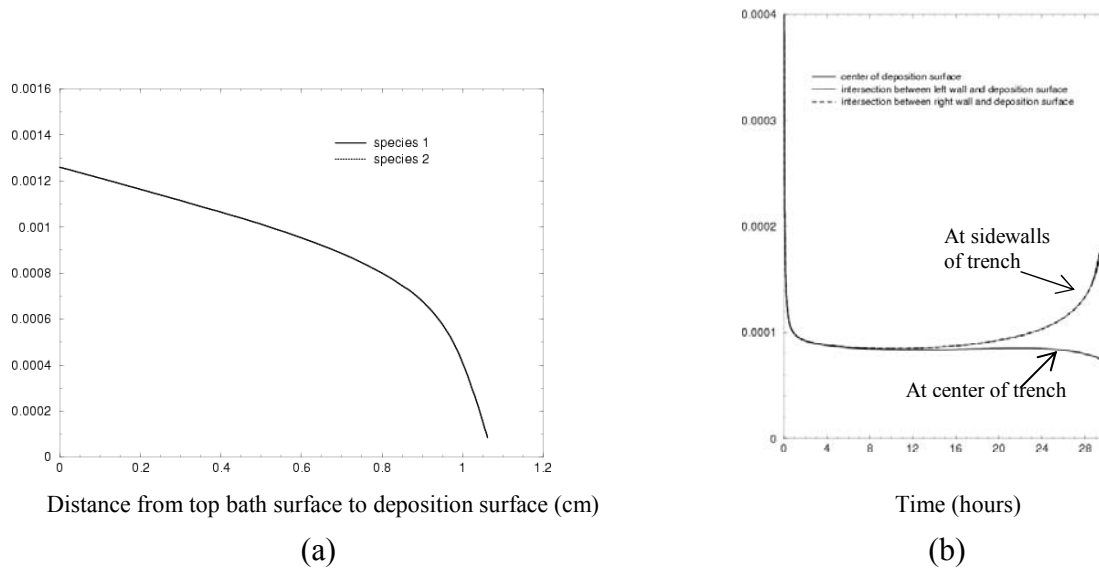 0.0016
0.0014
0.0012
0.001
0.0008
0.0006
0.0004
0.0002
0
species 1
species 2
0 0.2 0.4 0.6 0.8 1 1.2
Distance from top bath surface to deposition surface (cm)
(a)
0.0004
0.0003
0.0002
0.0001
0
center of deposition surface
intersection between left wall and deposition surface
intersection between right wall and deposition surface
At sidewalls
of trench
At center of trench
0 4 8 12 16 20 24 28
Time (hours)
(b)